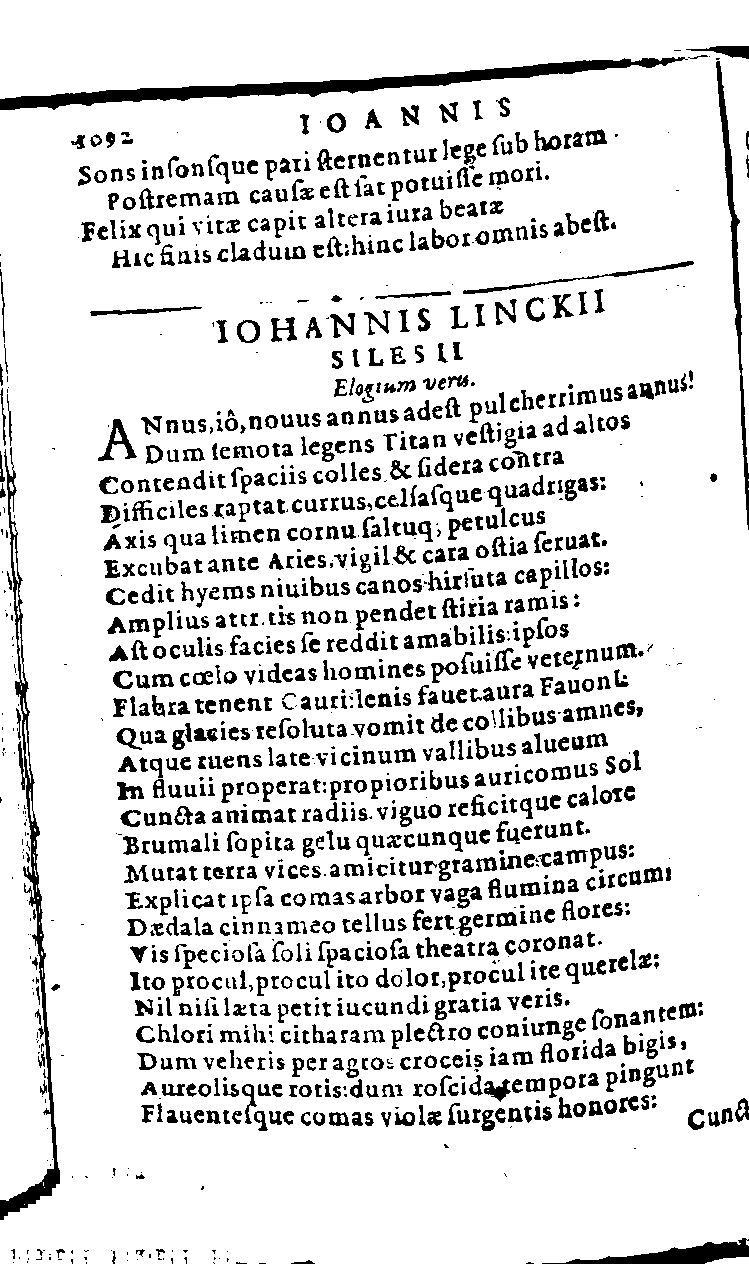 1092 IOANNIS
Sons inſonſque pari ſternentur lege ſub horam.
Poſtremam cauſæ eſt ſat potuiſſe mori.
Felix qui vitæ capit altera iura beatæ
Hic finis cladum eſt:hinc labor omnis abeſt.
IOHANNIS LINCKII
SILESII
Elogium veris.
ANnus,iô,nouus annus adeſt pulcherrimus annus!
Dum ſemota legens Titan veſtigia ad altos
Contendit ſpaciis colles & ſidera contra
Difficiles raptat currus,celſaſque quadrigas:
Axis qua limen cornu ſaltuq; petulcus
Excubat ante Aries,vigil & cara oſtia ſeruat.
Cedit hyems niuibus canos hirſuta capillos:
Amplius non pendet ſtiria ramis:
Aſt oculis facies ſe reddit amabilis:ipſos
Cum cœlo videas homines poſuiſſe veternum.
Flabra tenent Cauri:lenis fauet aura Fauonî:
Qua glacies reſoluta vomit de collibus amnes,
Atque ruens late vicinum vallibus alueum
In fluuii properat:propioribus auricomus Sol
Cuncta animat radiis viguo reficitque calore
Brumali ſopita gelu quæcunque fuerunt.
Mutat terra vices amicitur gramine campus:
Explicat ipſa comas arbor vaga flumina circum:
Dædala cinnameo tellus fert germine flores:
Vis ſpecioſa ſoli ſpacioſa theatra coronat.
Ito procul,procul ito dolor,procul ite querelæ:
Nil niſi læta petit iucundi gratia veris.
Chlori mihi citharam plectro coniunge ſonantem:
Dum veheris per agros croceis iam florida bigis,
Aureolisque rotis:dum roſcida tempora pingunt
Flauenteſque comas violæ ſurgentis honores:
Cunct